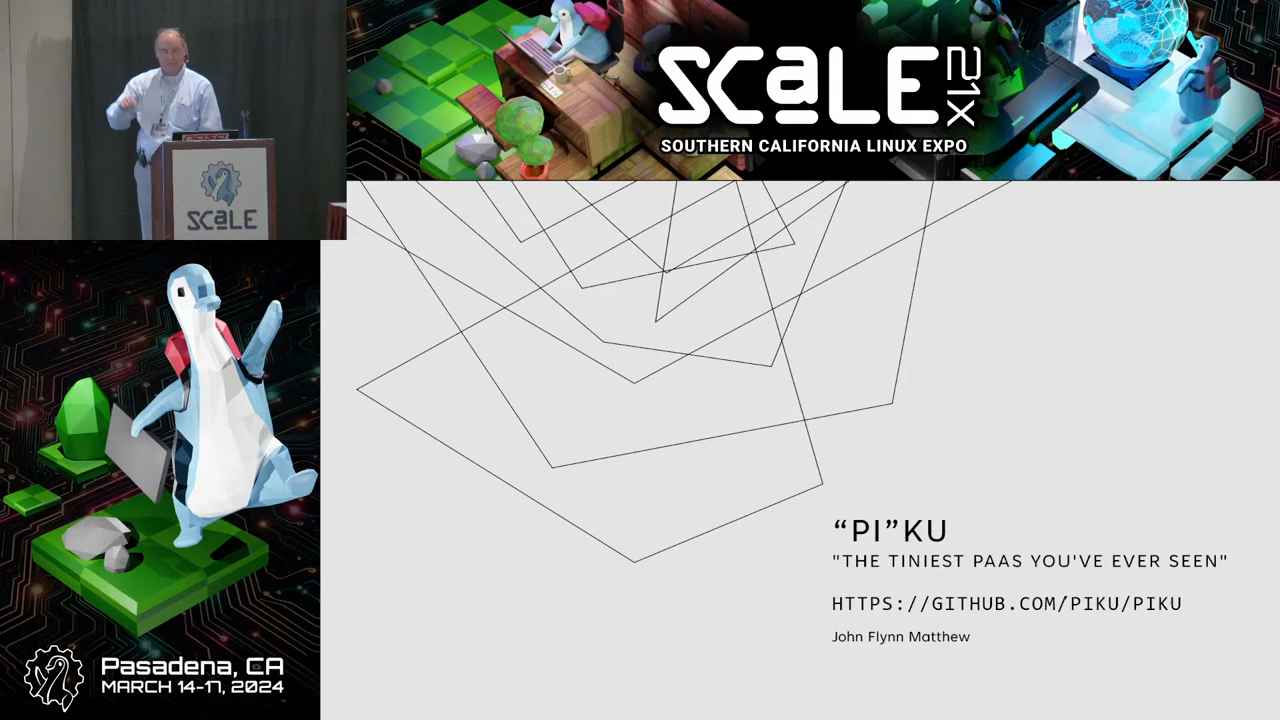 SCALE
21X
SOUTHERN CALIFORNIA LINUX EXPO
SCALE
“PI”KU
"THE TINIEST PAAS YOU'VE EVER SEEN"
HTTPS://GITHUB.COM/PIKU/PIKU
John Flynn Matthew
Pasadena, CA
MARCH 14-17, 2024